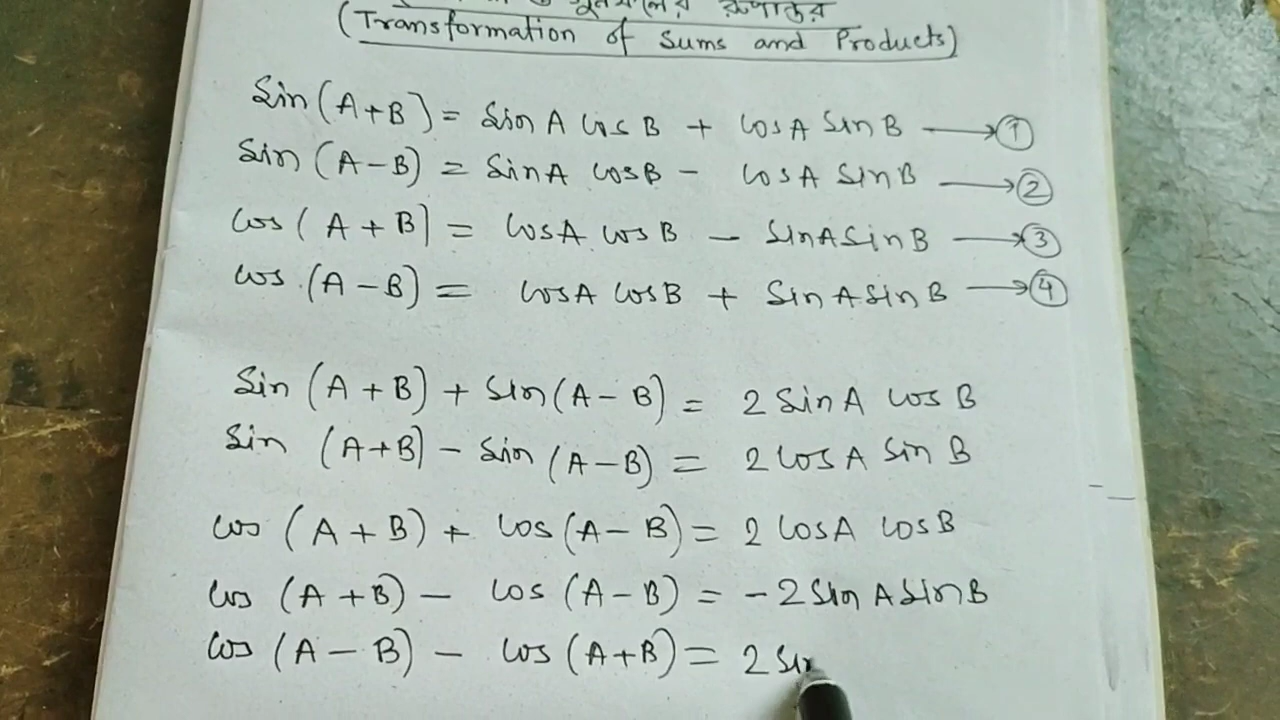 রূপান্তর
(Transformation of Sums and Products)
Sin(A+B) = Sin A Cos B + Cos A Sin B → ①
Sin (A-B) = Sin A Cos B - Cos A Sin B → ②
Cos (A+B) = Cos A. Cos B - Sin A Sin B → ③
Cos (A-B) = Cos A Cos B + Sin A Sin B → ④
Sin (A+B) + Sin(A-B) = 2 Sin A Cos B
Sin (A+B) - Sin (A-B) = 2 Cos A Sin B
Cos (A+B) + Cos(A-B) = 2 Cos A Cos B
Cos (A+B) - Cos (A-B) = -2 Sin A Sin B
Cos (A-B) - Cos (A+B) = 2 Sin